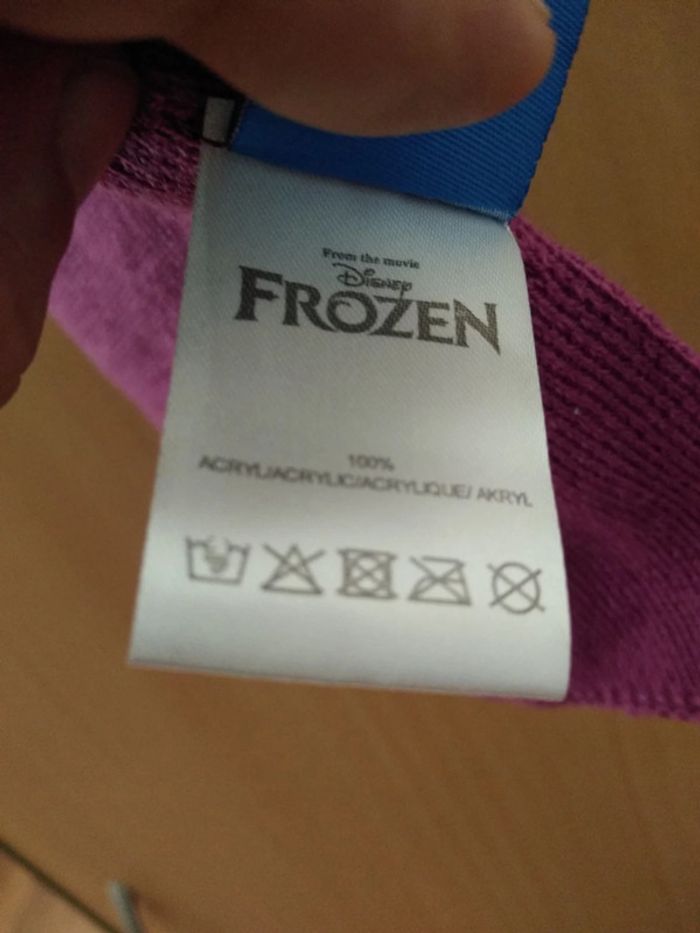 From the movie
Disney
FROZEN
100%
ACRYL/ACRYLIC/ACRYLIQUE/ AKRYL